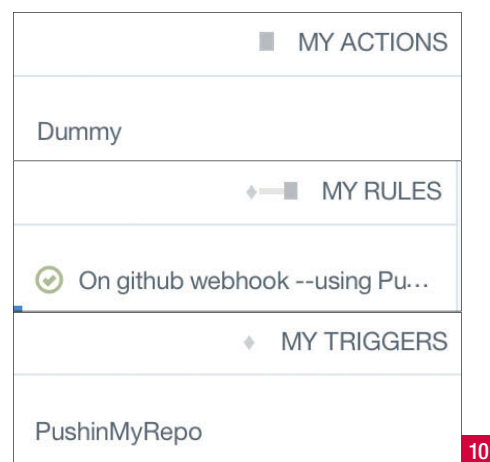 MY ACTIONS
Dummy
MY RULES
On github webhook --using Pu...
MY TRIGGERS
PushinMyRepo
10